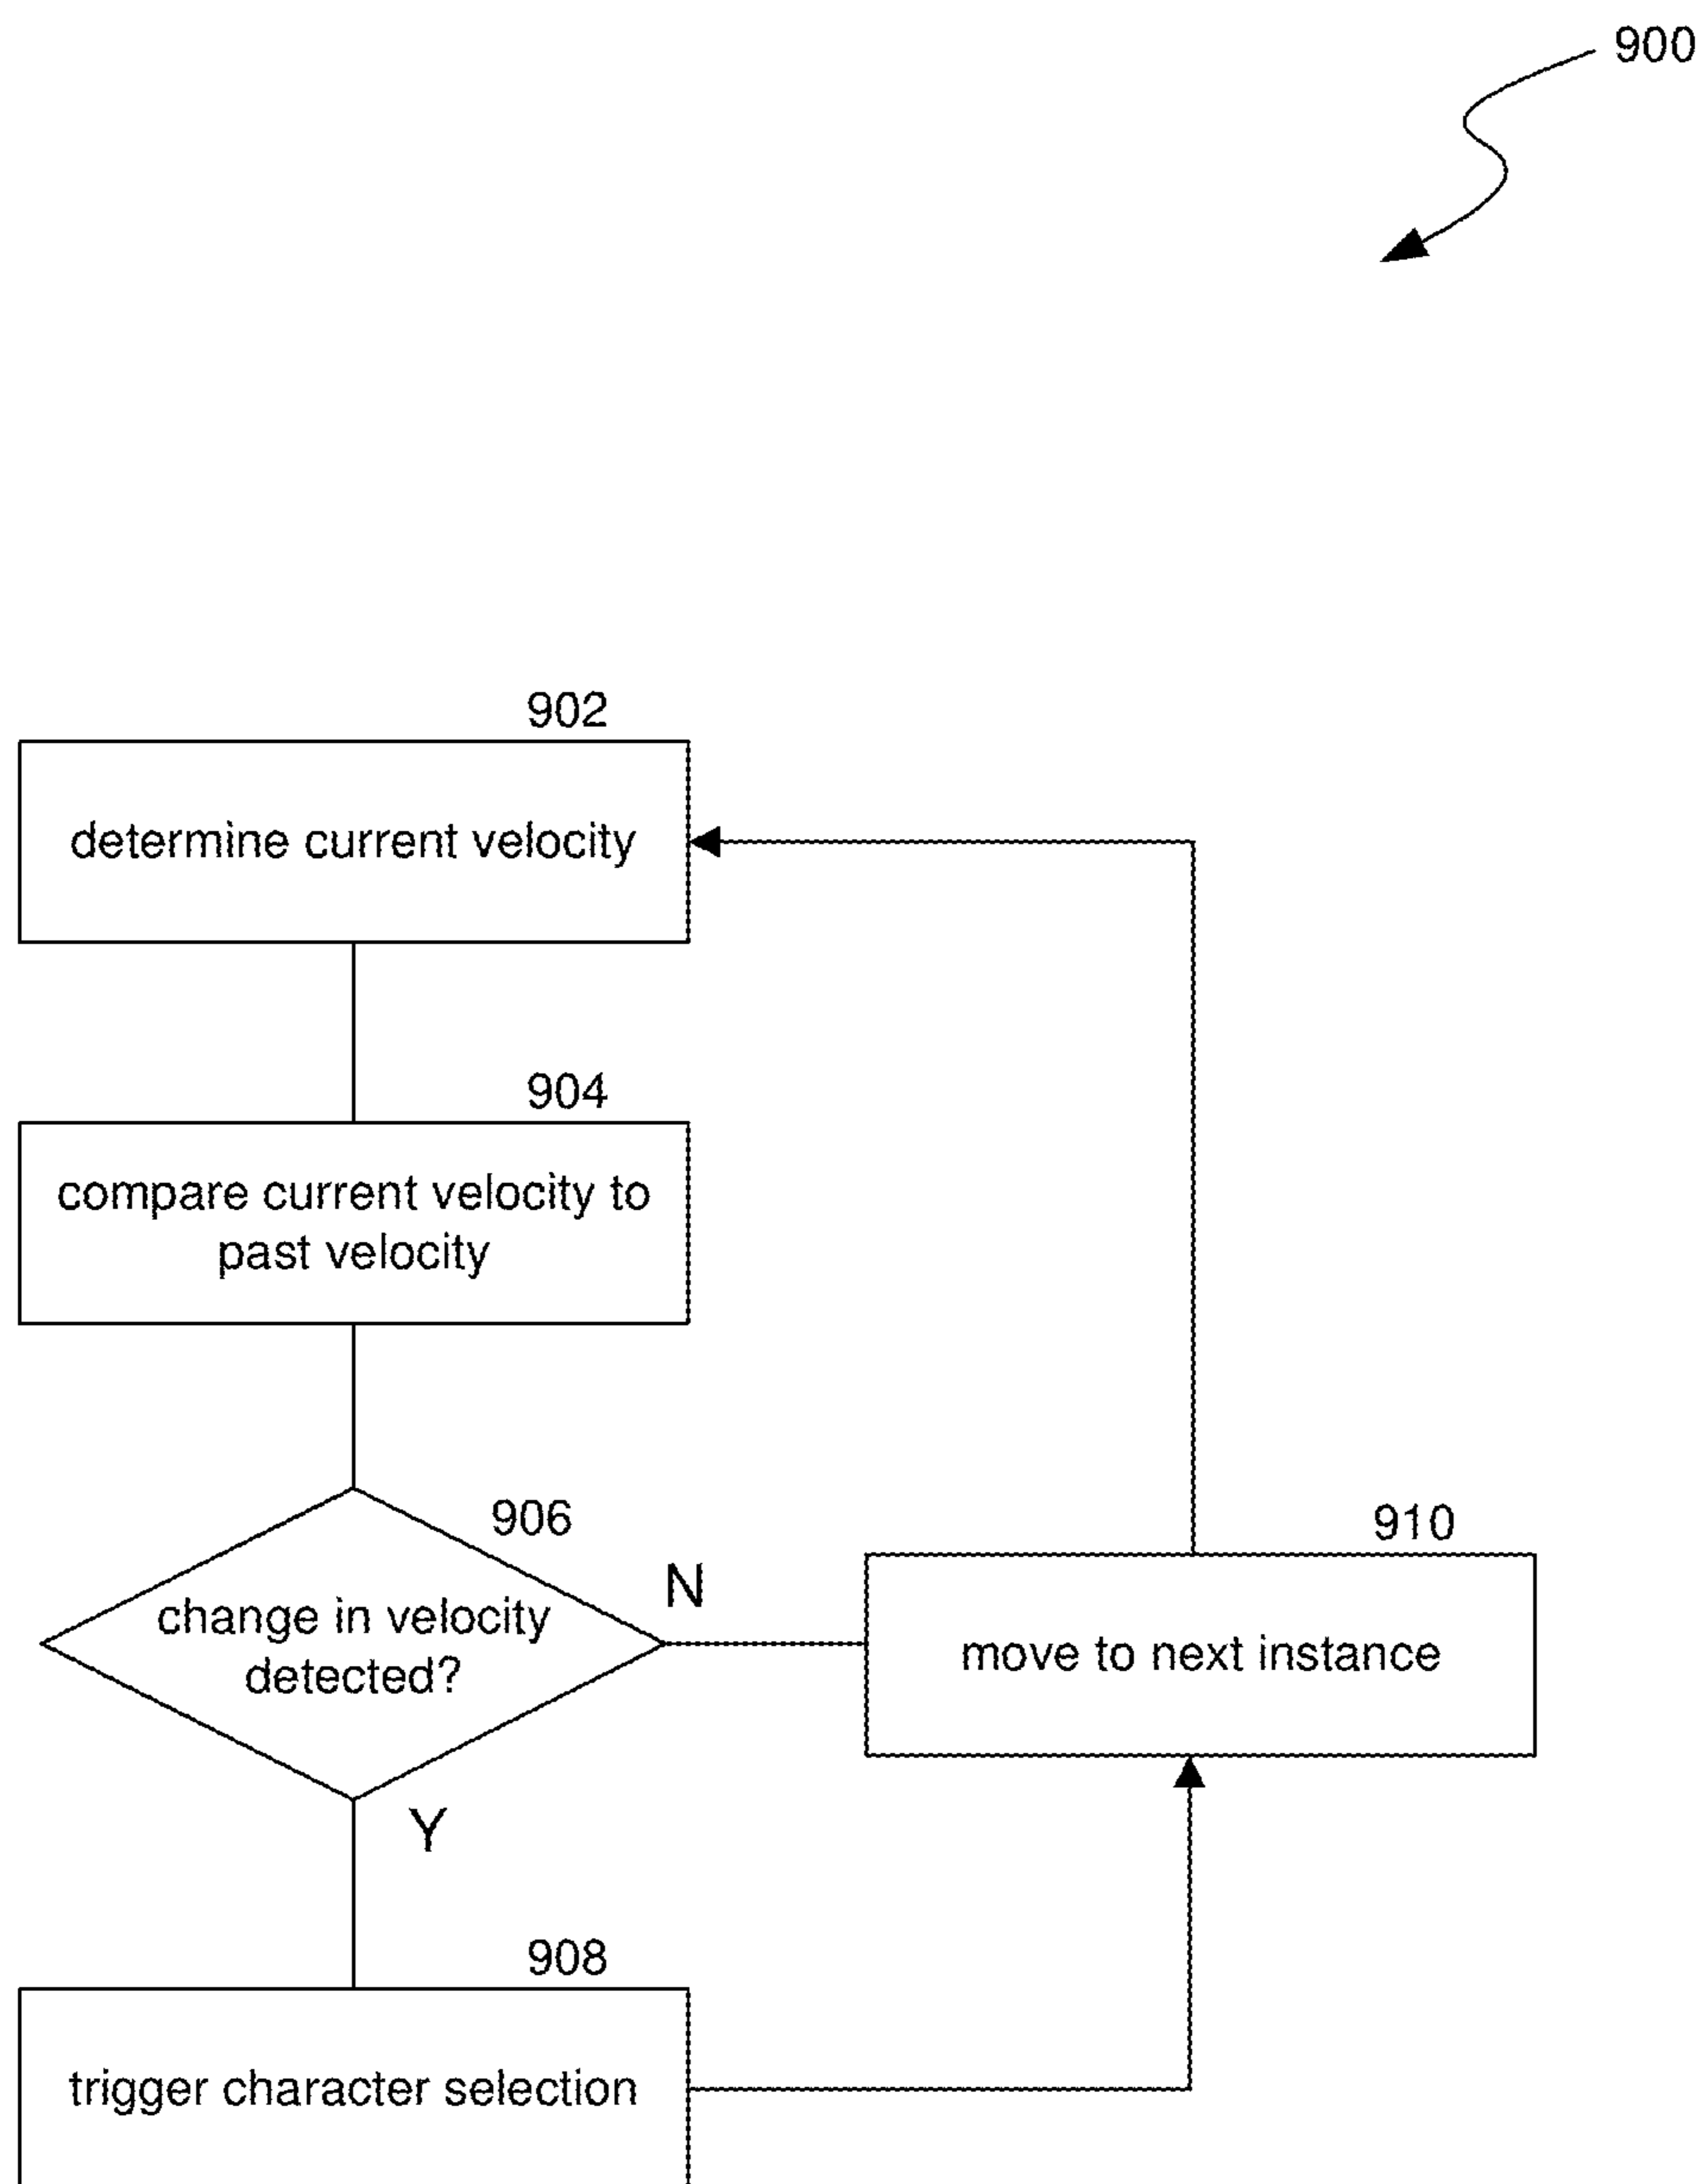 900
902
determine current velocity
904
compare current velocity to
past velocity
906
change in velocity
detected?
N
910
move to next instance
Y
908
trigger character selection